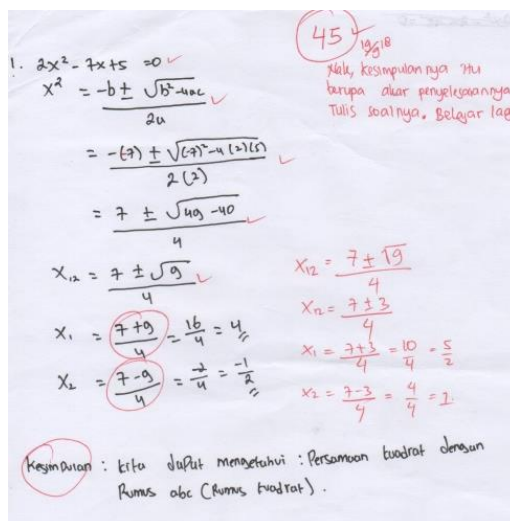 45
19/9 18
Nak, kesimpulannya itu
berupa akar penyelesaiannya
Tulis soalnya. Belajar lag
1. 2x² - 7x + 5 = 0
x² = -b ± √b²-4ac
2a
= -(-7) ± √(-7)²-4(2)(5)
2(2)
= 7 ± √49-40
4
X₁₂ = 7 ± √9
4
X₁ = 7+9/4 = 16/4 = 4
X₂ = 7-9/4 = -2/4 = -1/2
X₁₂ = 7 ± √9
4
X₁₂ = 7 ± 3
4
X₁ = 7+3/4 = 10/4 = 5/2
X₂ = 7-3/4 = 4/4 = 1.
Kesimpulan : kita dapat mengetahui : Persamaan kuadrat dengan
Rumus abc (Rumus kuadrat).